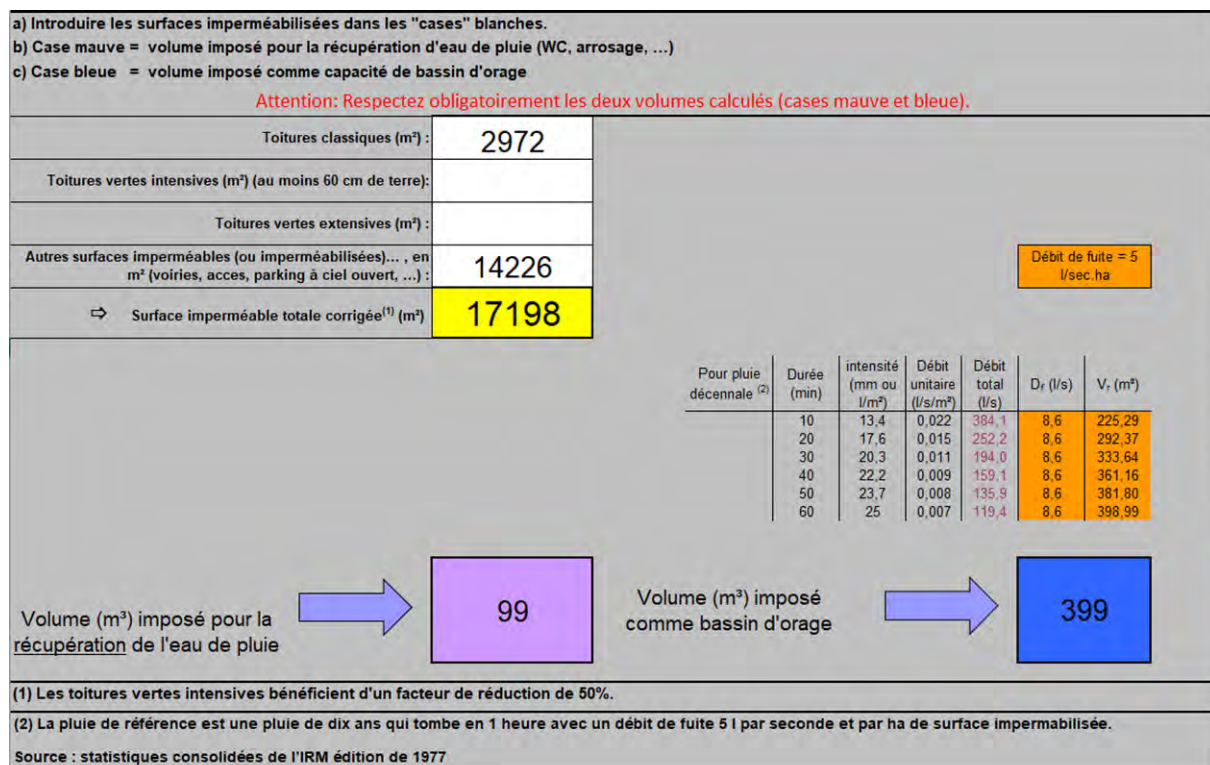 a) Introduire les surfaces imperméabilisées dans les "cases" blanches.
b) Case mauve = volume imposé pour la récupération d'eau de pluie (WC, arrosage, ...)
c) Case bleue = volume imposé comme capacité de bassin d'orage
Attention: Respectez obligatoirement les deux volumes calculés (cases mauve et bleue).
Toitures classiques (m²) : 2972
Toitures vertes intensives (m²) (au moins 60 cm de terre):
Toitures vertes extensives (m²) :
Autres surfaces imperméables (ou imperméabilisées)... , en
m² (voiries, acces, parking à ciel ouvert, ...) : 14226
Débit de fuite = 5
l/sec.ha
⇨ Surface imperméable totale corrigée(1) (m²) 17198
Pour pluie
décennale (2)
Durée
(min)
intensité
(mm ou
l/m²)
Débit
unitaire
(l/s/m²)
Débit
total
(l/s)
Df (l/s)
Vr (m³)
10 13,4 0,022 384,1 8,6 225,29
20 17,6 0,015 252,2 8,6 292,37
30 20,3 0,011 194,0 8,6 333,64
40 22,2 0,009 159,1 8,6 361,16
50 23,7 0,008 135,9 8,6 381,80
60 25 0,007 119,4 8,6 398,99
Volume (m³) imposé pour la
récupération de l'eau de pluie
99
Volume (m³) imposé
comme bassin d'orage
399
(1) Les toitures vertes intensives bénéficient d'un facteur de réduction de 50%.
(2) La pluie de référence est une pluie de dix ans qui tombe en 1 heure avec un débit de fuite 5 l par seconde et par ha de surface impermabilisée.
Source : statistiques consolidées de l'IRM édition de 1977